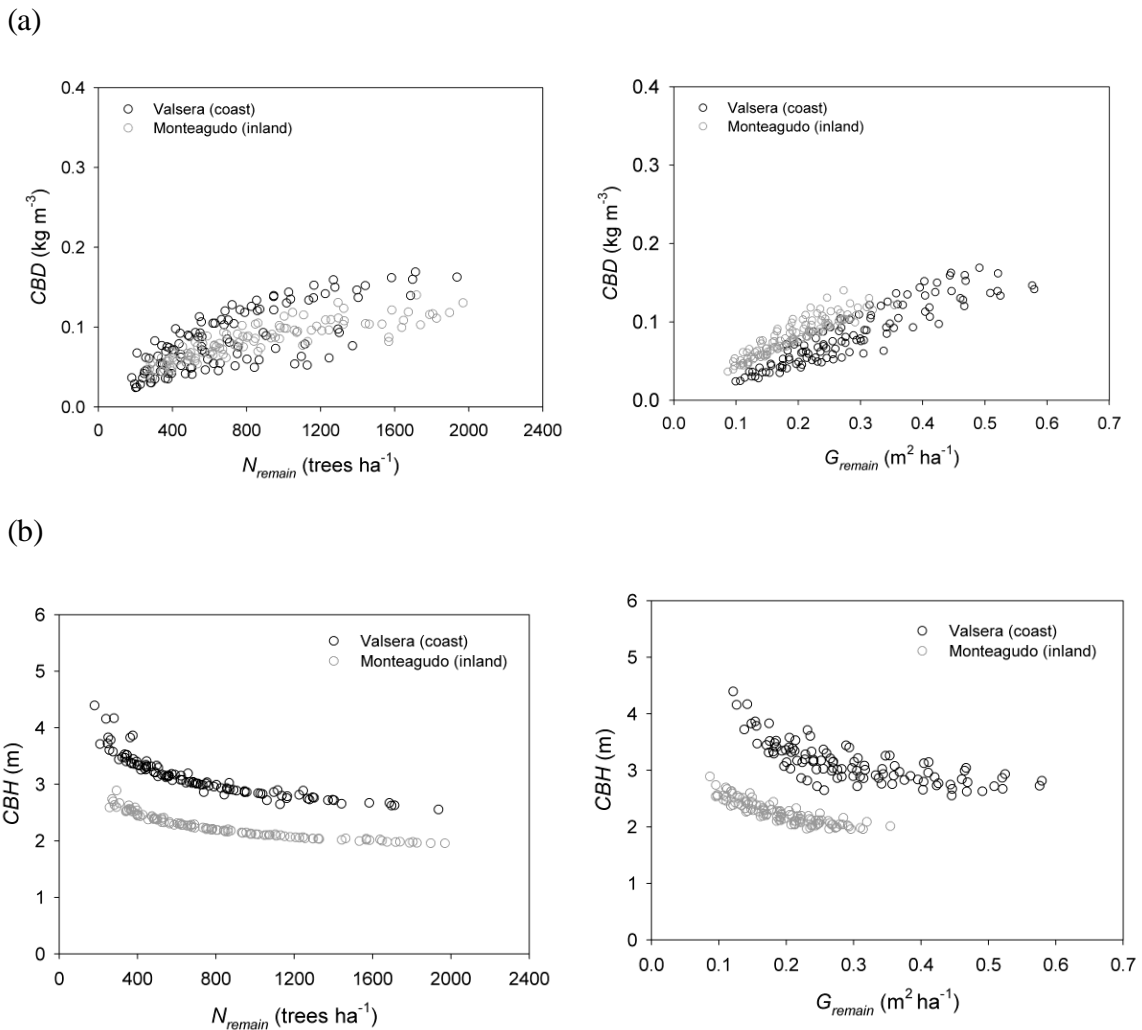 (a)
0.4
0.3
0.2
0.1
0.0
CBD (kg m⁻³)
Valsera (coast)
Monteagudo (inland)
0 400 800 1200 1600 2000 2400
N_remain (trees ha⁻¹)
0.4
0.3
0.2
0.1
0.0
CBD (kg m⁻³)
Valsera (coast)
Monteagudo (inland)
0.0 0.1 0.2 0.3 0.4 0.5 0.6 0.7
G_remain (m² ha⁻¹)
(b)
6
5
4
3
2
1
0
CBH (m)
Valsera (coast)
Monteagudo (inland)
400 800 1200 1600 2000 2400
N_remain (trees ha⁻¹)
6
5
4
3
2
1
0
CBH (m)
Valsera (coast)
Monteagudo (inland)
0.0 0.1 0.2 0.3 0.4 0.5 0.6 0.7
G_remain (m² ha⁻¹)